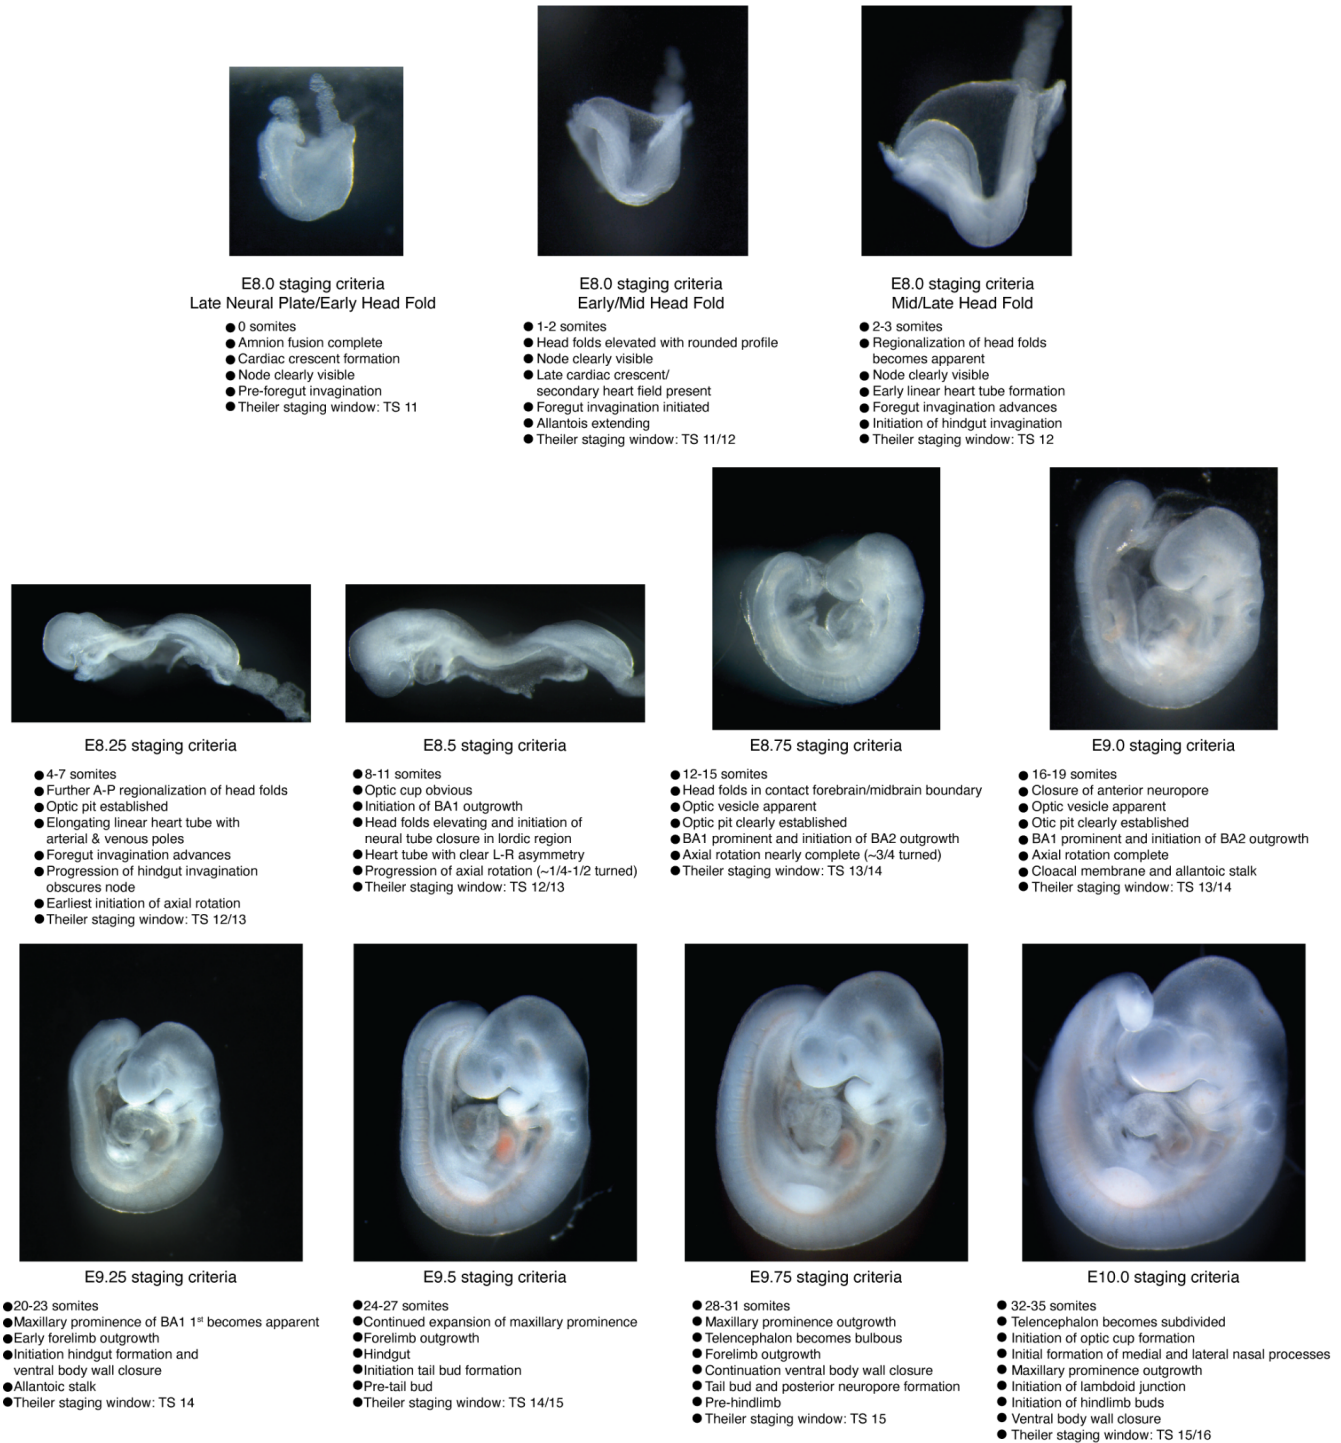 E8.0 staging criteria
Late Neural Plate/Early Head Fold
● 0 somites
● Amnion fusion complete
● Cardiac crescent formation
● Node clearly visible
● Pre-foregut invagination
● Theiler staging window: TS 11
E8.0 staging criteria
Early/Mid Head Fold
● 1-2 somites
● Head folds elevated with rounded profile
● Node clearly visible
● Late cardiac crescent/
secondary heart field present
● Foregut invagination initiated
● Allantois extending
● Theiler staging window: TS 11/12
E8.0 staging criteria
Mid/Late Head Fold
● 2-3 somites
● Regionalization of head folds
becomes apparent
● Node clearly visible
● Early linear heart tube formation
● Foregut invagination advances
● Initiation of hindgut invagination
● Theiler staging window: TS 12
E8.25 staging criteria
● 4-7 somites
● Further A-P regionalization of head folds
● Optic pit established
● Elongating linear heart tube with
arterial & venous poles
● Foregut invagination advances
● Progression of hindgut invagination
obscures node
● Earliest initiation of axial rotation
● Theiler staging window: TS 12/13
E8.5 staging criteria
● 8-11 somites
● Optic cup obvious
● Initiation of BA1 outgrowth
● Head folds elevating and initiation of
neural tube closure in lordic region
● Heart tube with clear L-R asymmetry
● Progression of axial rotation (~1/4-1/2 turned)
● Theiler staging window: TS 12/13
E8.75 staging criteria
● 12-15 somites
● Head folds in contact forebrain/midbrain boundary
● Optic vesicle apparent
● Optic pit clearly established
● BA1 prominent and initiation of BA2 outgrowth
● Axial rotation nearly complete (~3/4 turned)
● Theiler staging window: TS 13/14
E9.0 staging criteria
● 16-19 somites
● Closure of anterior neuropore
● Optic vesicle apparent
● Otic pit clearly established
● BA1 prominent and initiation of BA2 outgrowth
● Axial rotation complete
● Cloacal membrane and allantoic stalk
● Theiler staging window: TS 13/14
E9.25 staging criteria
● 20-23 somites
● Maxillary prominence of BA1 1st becomes apparent
● Early forelimb outgrowth
● Initiation hindgut formation and
ventral body wall closure
● Allantoic stalk
● Theiler staging window: TS 14
E9.5 staging criteria
● 24-27 somites
● Continued expansion of maxillary prominence
● Forelimb outgrowth
● Hindgut
● Initiation tail bud formation
● Pre-tail bud
● Theiler staging window: TS 14/15
E9.75 staging criteria
● 28-31 somites
● Maxillary prominence outgrowth
● Telencephalon becomes bulbous
● Forelimb outgrowth
● Continuation ventral body wall closure
● Tail bud and posterior neuropore formation
● Pre-hindlimb
● Theiler staging window: TS 15
E10.0 staging criteria
● 32-35 somites
● Telencephalon becomes subdivided
● Initiation of optic cup formation
● Initial formation of medial and lateral nasal processes
● Maxillary prominence outgrowth
● Initiation of lambdoid junction
● Initiation of hindlimb buds
● Ventral body wall closure
● Theiler staging window: TS 15/16